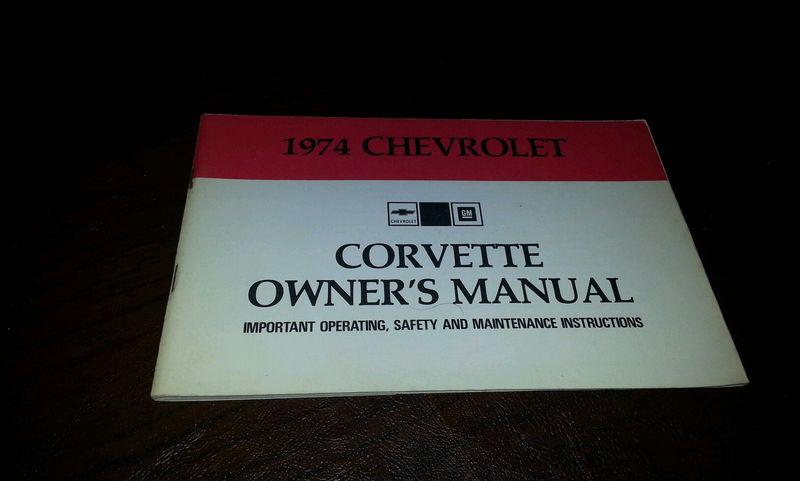 1974 CHEVROLET
CHEVROLET
GM
CORVETTE
OWNER'S MANUAL
IMPORTANT OPERATING, SAFETY AND MAINTENANCE INSTRUCTIONS